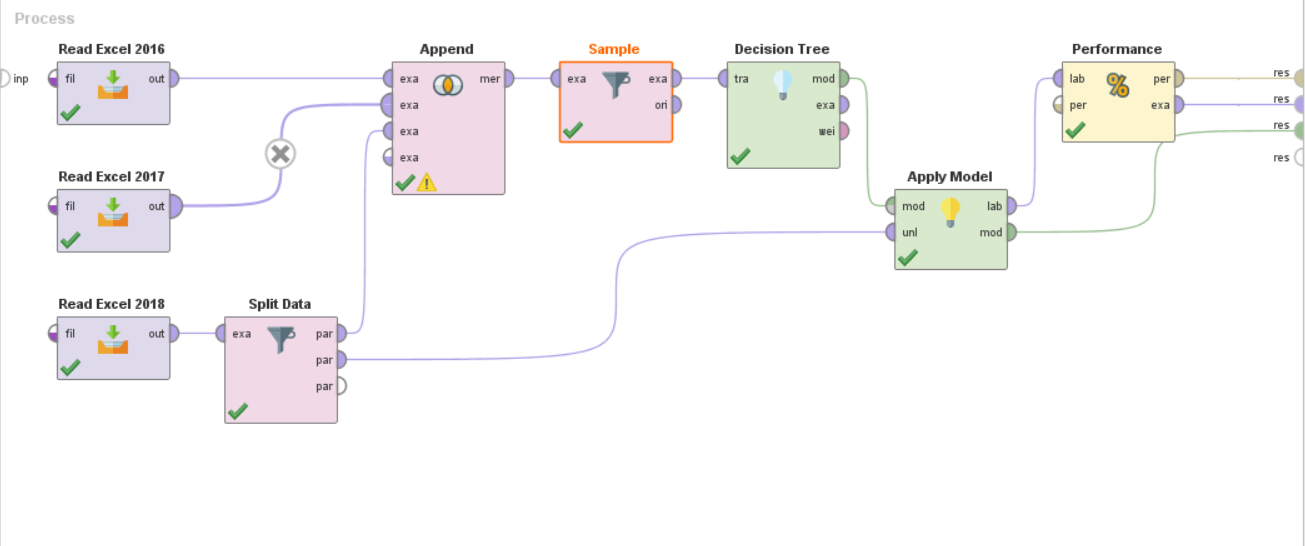 Process
Read Excel 2016
Append
Sample
Decision Tree
Performance
inp
fil out
exa mer
exa exa
tra mod
lab per
res
exa
ori
exa
per exa
res
exa
wei
res
exa
res
Read Excel 2017
Apply Model
fil out
mod lab
unl mod
Read Excel 2018
Split Data
fil out
exa par
par
par